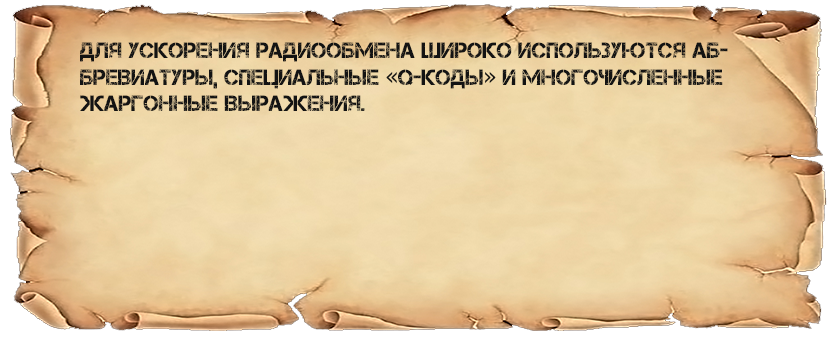 ДЛЯ УСКОРЕНИЯ РАДИООБМЕНА ШИРОКО ИСПОЛЬЗУЮТСЯ АБ-
БРЕВИАТУРЫ, СПЕЦИАЛЬНЫЕ «Q-КОДЫ» И МНОГОЧИСЛЕННЫЕ
ЖАРГОННЫЕ ВЫРАЖЕНИЯ.